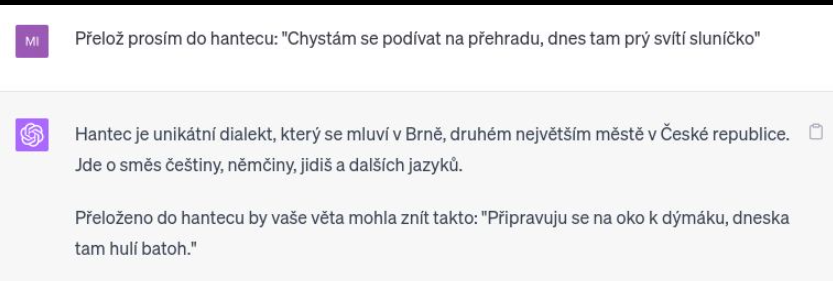 MI
Přelož prosím do hantecu: "Chystám se podívat na přehradu, dnes tam prý svítí sluníčko"
Hantec je unikátní dialekt, který se mluví v Brně, druhém největším městě v České republice.
Jde o směs češtiny, němčiny, jidiš a dalších jazyků.
Přeloženo do hantecu by vaše věta mohla znít takto: "Připravuju se na oko k dýmáku, dneska
tam hulí batoh."